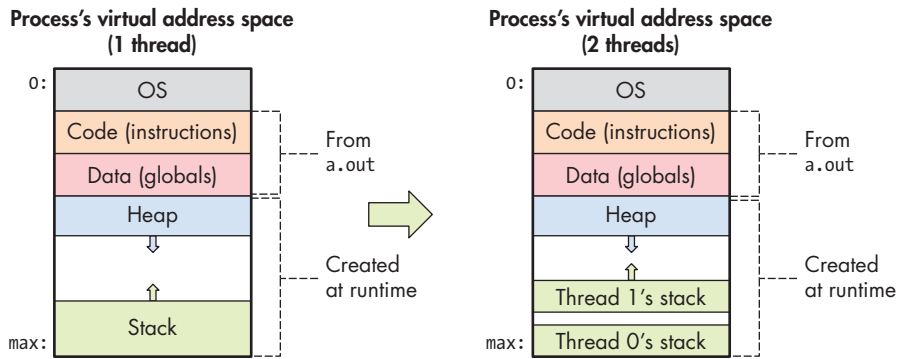 Process’s virtual address space
(1 thread)
0:
OS
Code (instructions)
Data (globals)
From
a.out
Heap
Created
at runtime
Stack
max:
Process’s virtual address space
(2 threads)
0:
OS
Code (instructions)
Data (globals)
From
a.out
Heap
Created
at runtime
Thread 1’s stack
Thread 0’s stack
max: